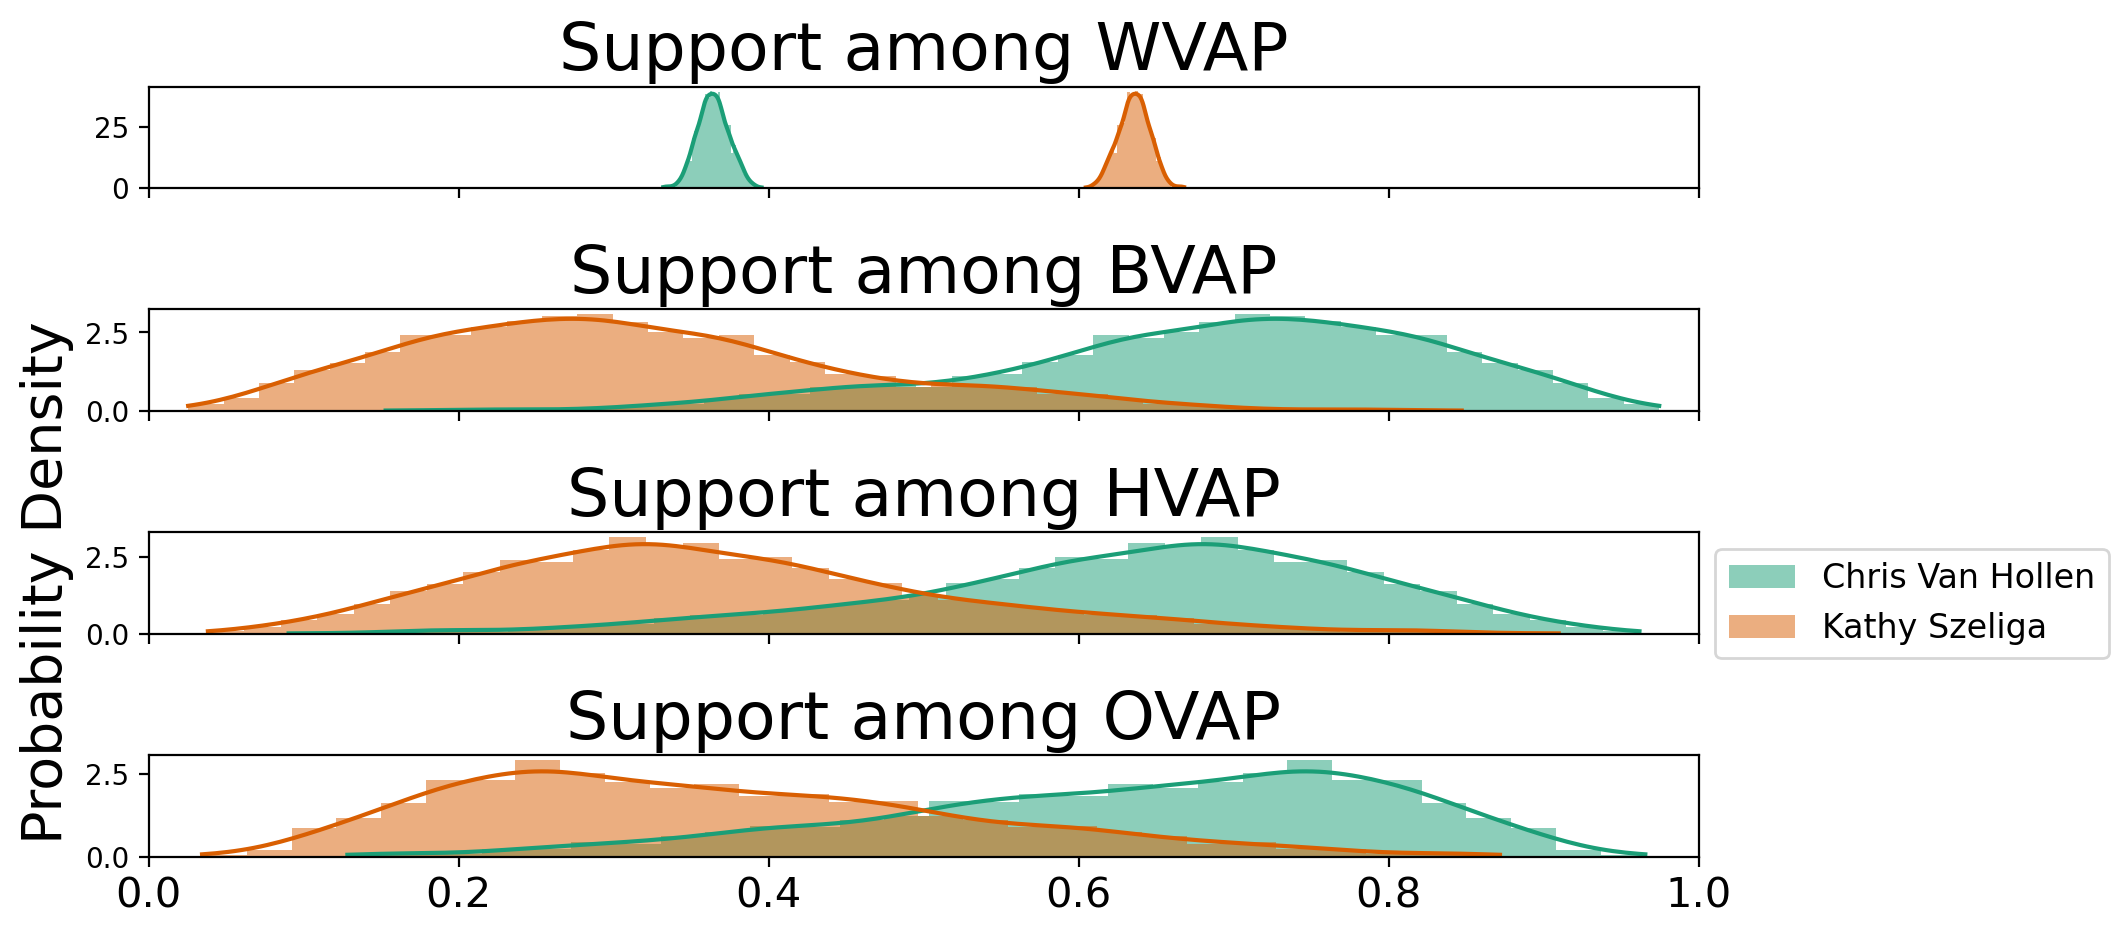 Support among WVAP
25
0
Support among BVAP
2.5
0.0
Support among HVAP
2.5
0.0
Support among OVAP
2.5
0.0
0.0 0.2 0.4 0.6 0.8 1.0
Probability Density
Chris Van Hollen
Kathy Szeliga